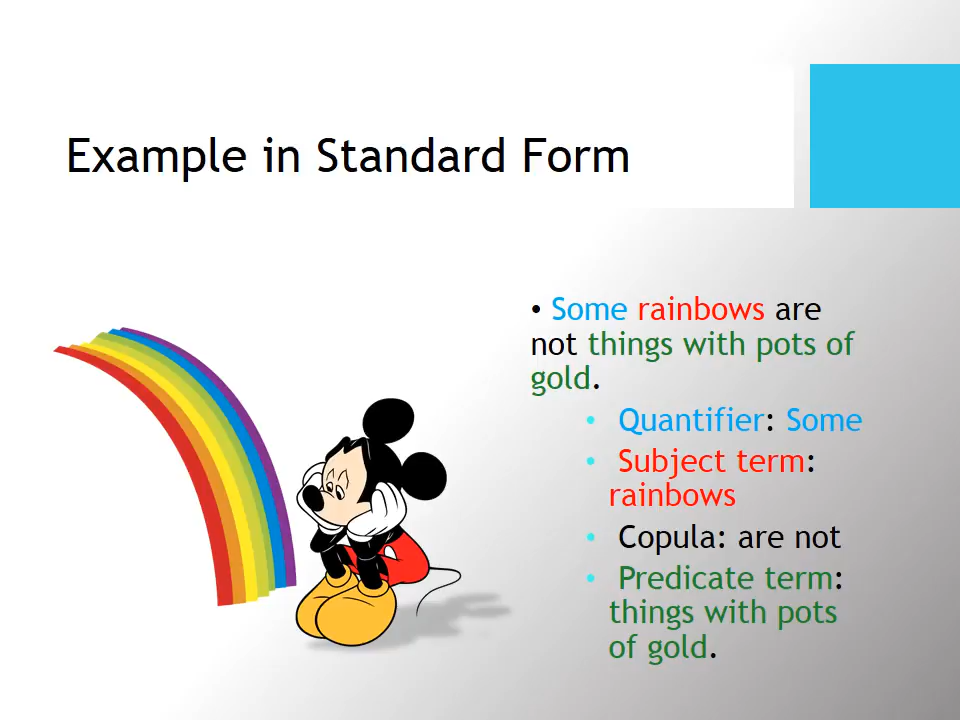 Example in Standard Form
• Some rainbows are
not things with pots of
gold.
• Quantifier: Some
• Subject term:
rainbows
• Copula: are not
• Predicate term:
things with pots
of gold.